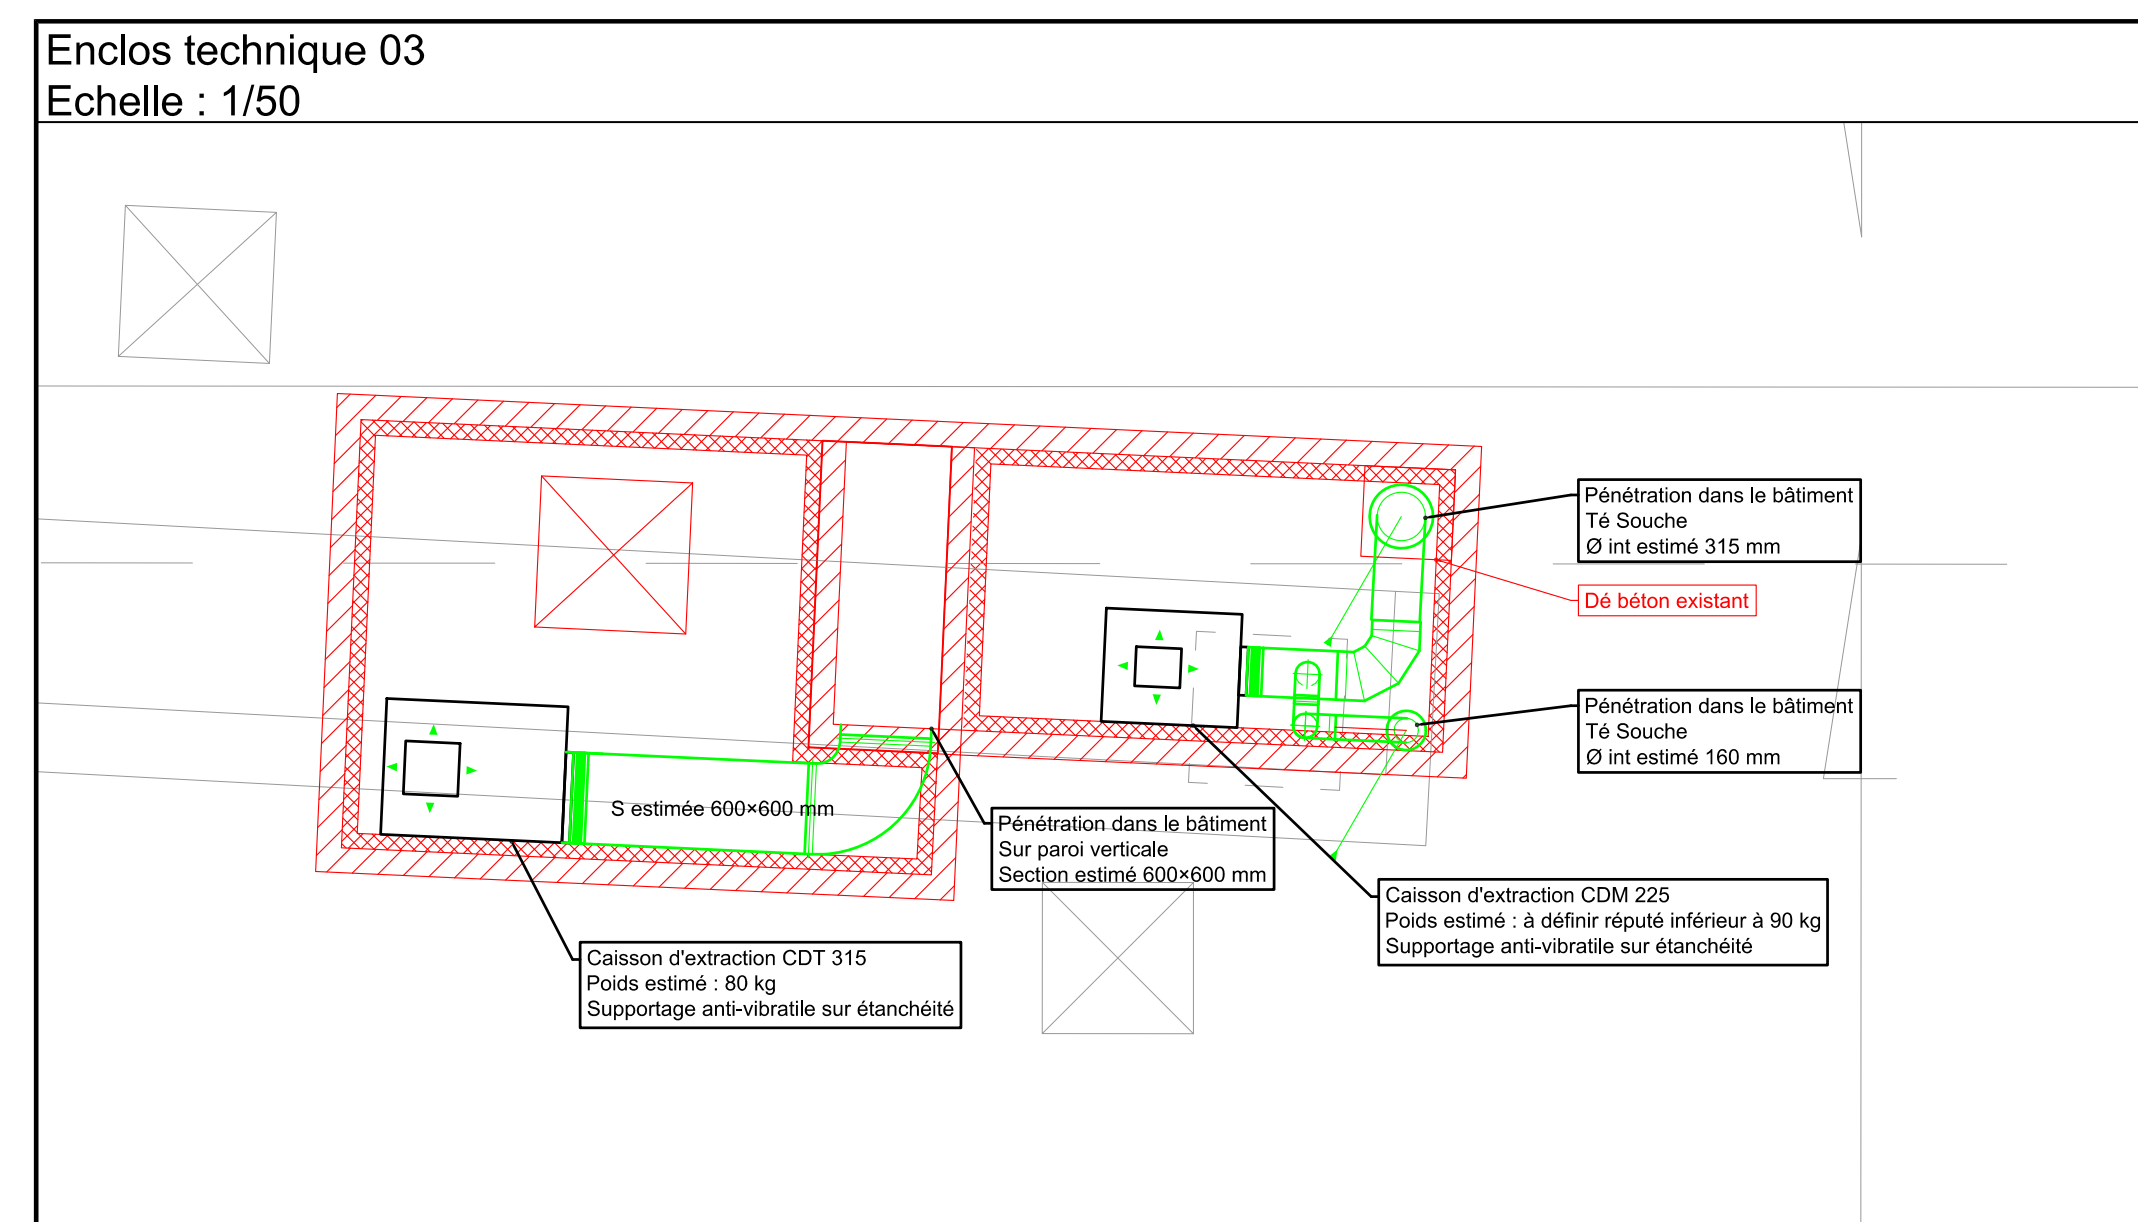 Enclos technique 03
Echelle : 1/50
Pénétration dans le bâtiment
Té Souche
Ø int estimé 315 mm
Dé béton existant
Pénétration dans le bâtiment
Té Souche
Ø int estimé 160 mm
S estimée 600×600 mm
Pénétration dans le bâtiment
Sur paroi verticale
Section estimé 600×600 mm
Caisson d'extraction CDM 225
Poids estimé : à définir réputé inférieur à 90 kg
Supportage anti-vibratile sur étanchéité
Caisson d'extraction CDT 315
Poids estimé : 80 kg
Supportage anti-vibratile sur étanchéité